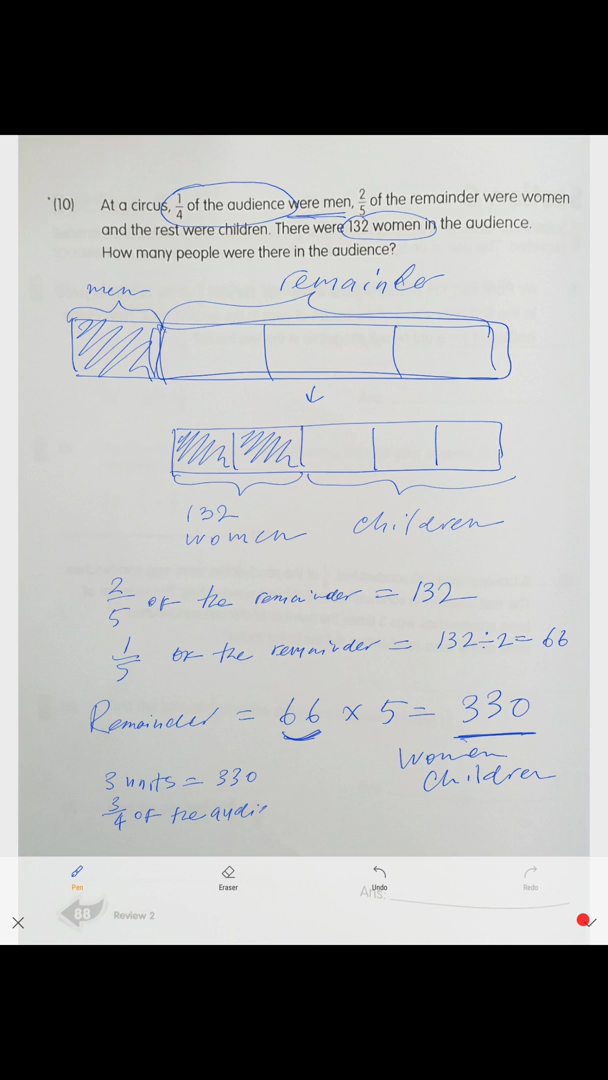 *(10) At a circus, 1/4 of the audience were men, 2/5 of the remainder were women
and the rest were children. There were 132 women in the audience.
How many people were there in the audience?
men remainder
132
women children
2/5 of the remainder = 132
1/5 of the remainder = 132÷2= 66
Remainder = 66 x 5 = 330
women
children
3 units = 330
3/4 of the audi
Pen Eraser Undo Redo
Ans:
88 Review 2